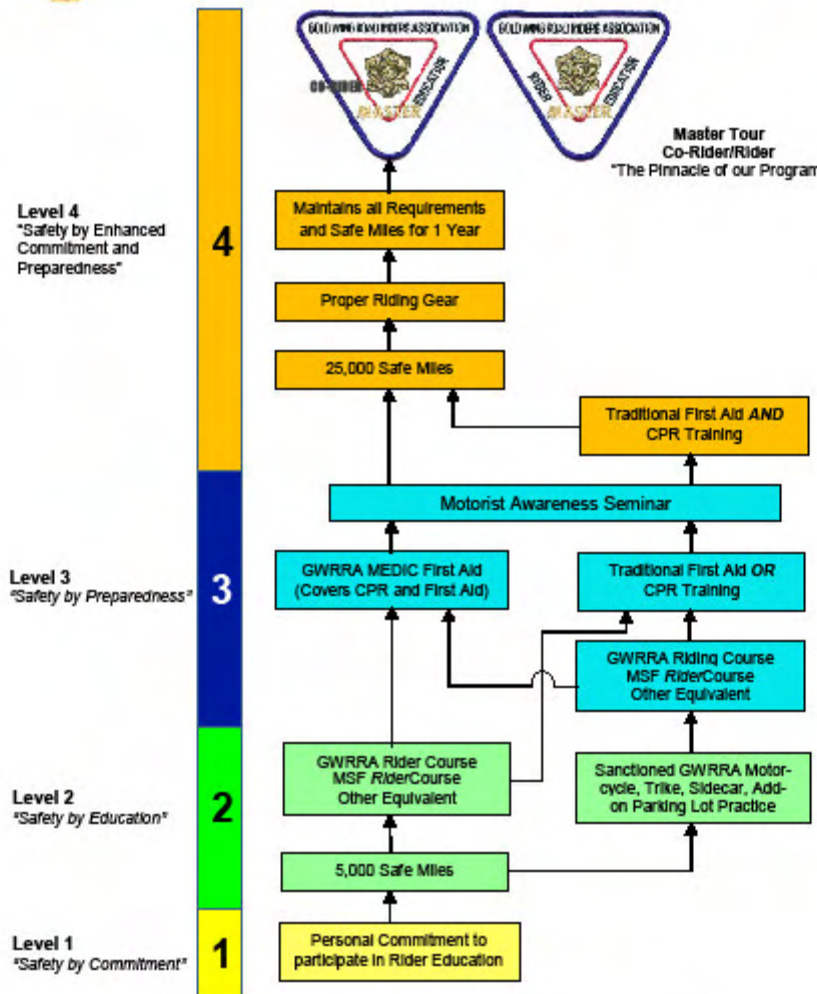 GOLD WING ROAD RIDERS ASSOCIATION
CO-RIDER
EDUCATION
MASTER
GOLD WING ROAD RIDERS ASSOCIATION
RIDER
EDUCATION
MASTER
Master Tour
Co-Rider/Rider
"The Pinnacle of our Program
Level 4
"Safety by Enhanced
Commitment and
Preparedness"
4
Maintains all Requirements
and Safe Miles for 1 Year
Proper Riding Gear
25,000 Safe Miles
Traditional First Aid AND
CPR Training
Motorist Awareness Seminar
Level 3
"Safety by Preparedness"
3
GWRRA MEDIC First Aid
(Covers CPR and First Aid)
Traditional First Aid OR
CPR Training
GWRRA Riding Course
MSF RiderCourse
Other Equivalent
Level 2
"Safety by Education"
2
GWRRA Rider Course
MSF RiderCourse
Other Equivalent
Sanctioned GWRRA Motor-
cycle, Trike, Sidecar, Add-
on Parking Lot Practice
5,000 Safe Miles
Level 1
"Safety by Commitment"
1
Personal Commitment to
participate in Rider Education